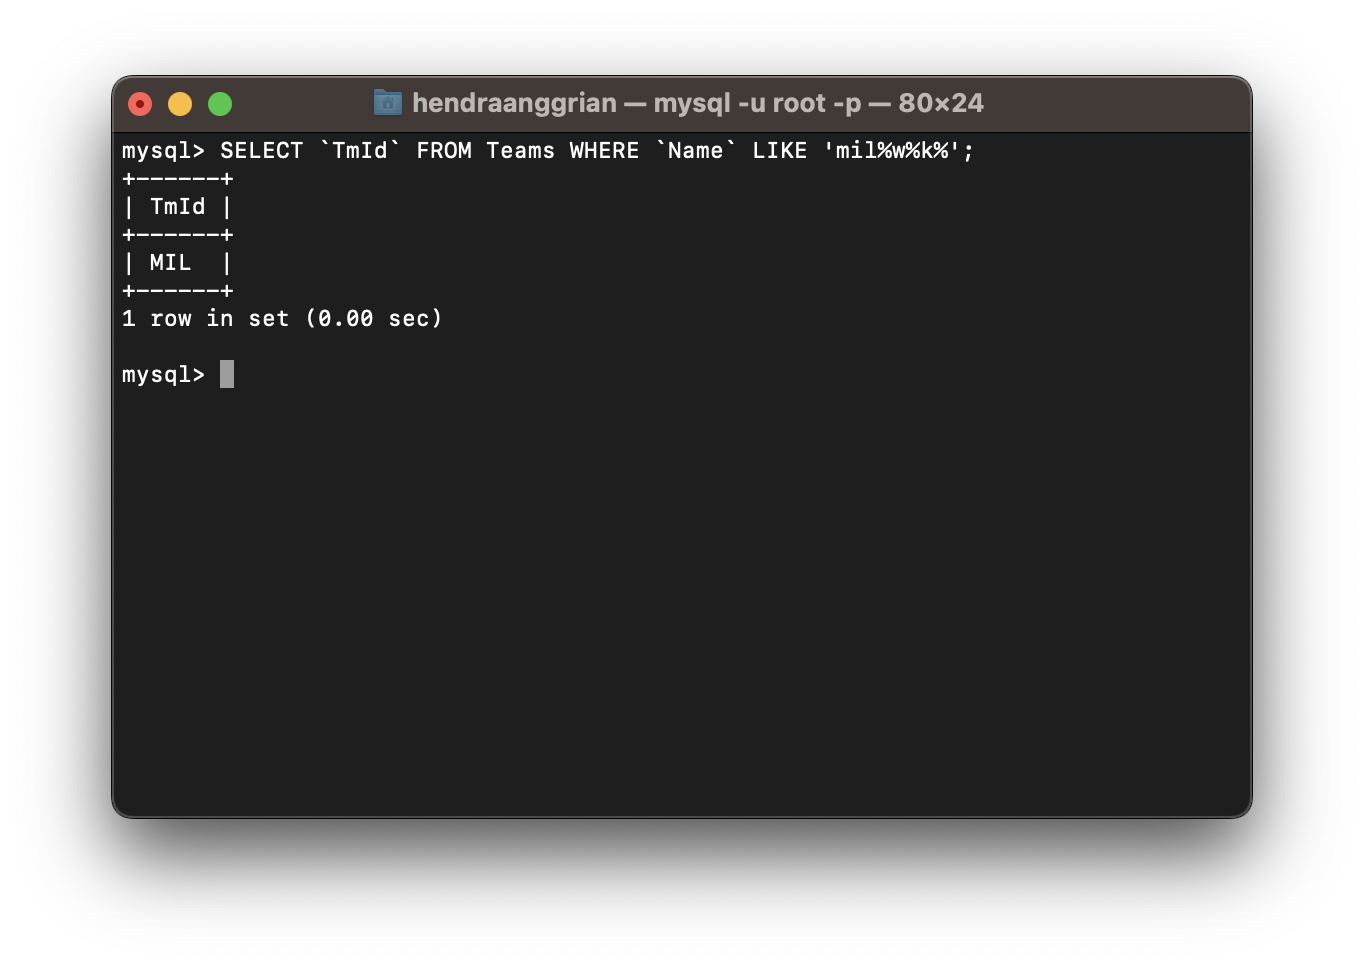 hendraanggrian — mysql -u root -p — 80×24
mysql> SELECT `TmId` FROM Teams WHERE `Name` LIKE 'mil%w%k%';
+------+
| TmId |
+------+
| MIL  |
+------+
1 row in set (0.00 sec)
mysql>